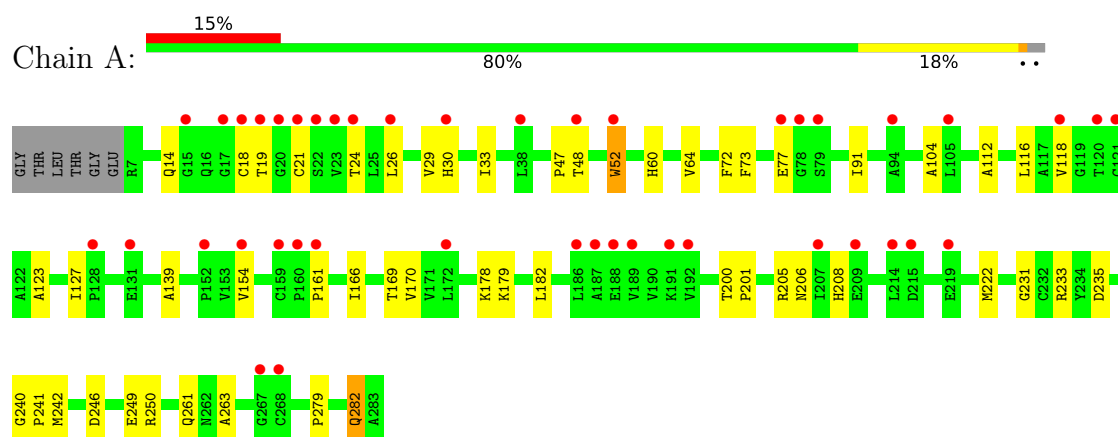 15%
Chain A:
80% 18% • •
GLY THR LEU THR GLY GLU R7 Q14 G15 Q16 G17 C18 T19 G20 C21 S22 V23 T24 L25 L26 V29 H30 I33 L38 P47 T48 W52 H60 V64 F72 F73 E77 G78 S79 I91 A94 A104 L105 A112 L116 A117 V118 G119 T120 C121
A122 A123 I127 P128 E131 A139 P152 V153 V154 C159 P160 P161 I166 T169 V170 V171 L172 K178 K179 L182 L186 A187 E188 V189 V190 K191 V192 T200 P201 R205 N206 I207 H208 E209 L214 D215 E219 M222 G231 C232 R233 Y234 D235
G240 P241 M242 D246 E249 R250 Q261 N262 A263 G267 C268 P279 Q282 A283